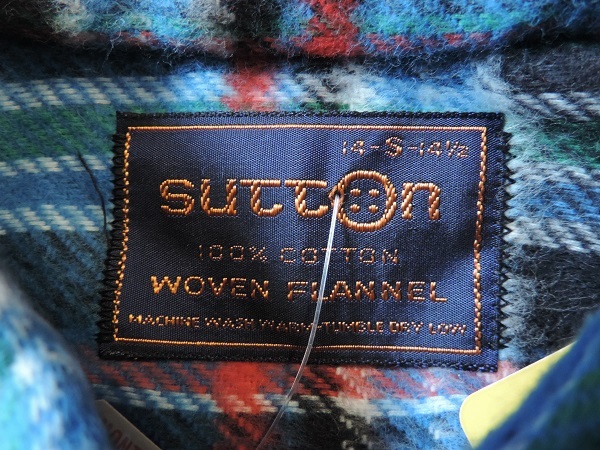 14-S-14½
sutton
100% COTTON
WOVEN FLANNEL
MACHINE WASH WARM-TUMBLE DRY LOW